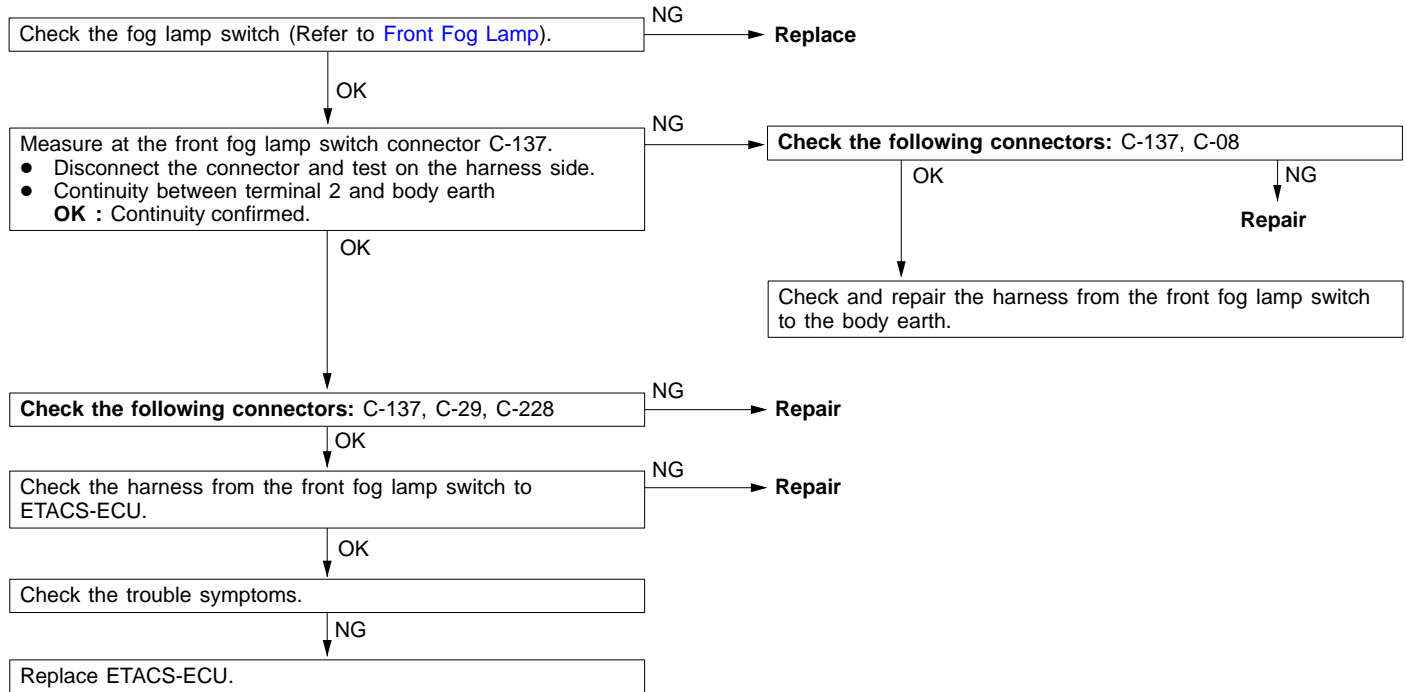 Check the fog lamp switch (Refer to Front Fog Lamp).
NG
Replace
OK
Measure at the front fog lamp switch connector C-137.
● Disconnect the connector and test on the harness side.
● Continuity between terminal 2 and body earth
OK : Continuity confirmed.
NG
Check the following connectors: C-137, C-08
OK
NG
Repair
Check and repair the harness from the front fog lamp switch
to the body earth.
OK
Check the following connectors: C-137, C-29, C-228
NG
Repair
OK
Check the harness from the front fog lamp switch to
ETACS-ECU.
NG
Repair
OK
Check the trouble symptoms.
NG
Replace ETACS-ECU.